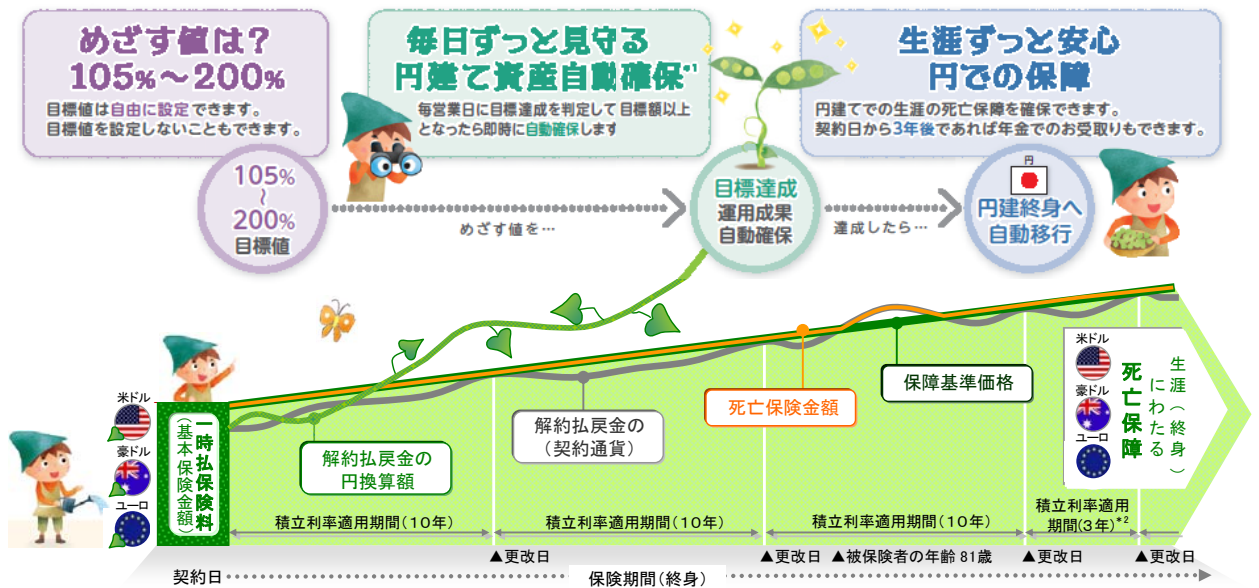 めざす値は?
105%～200%
目標値は自由に設定できます。
目標値を設定しないこともできます。
毎日ずっと見守る
円建て資産自動確保*1
毎営業日に目標達成を判定して目標額以上
となったら即時に自動確保します
生涯ずっと安心
円での保障
円建てでの生涯の死亡保障を確保できます。
契約日から3年後であれば年金でのお受取りもできます。
105%
～
200%
目標値
めざす値を…
目標達成
運用成果
自動確保
達成したら…
円
円建終身へ
自動移行
米ドル
豪ドル
ユーロ
一時払保険料
(基本保険金額)
解約払戻金の
円換算額
解約払戻金の
(契約通貨)
死亡保険金額
保障基準価格
米ドル
豪ドル
ユーロ
生涯(終身)
にわたる
死亡保障
積立利率適用期間(10年)
積立利率適用期間(10年)
積立利率適用期間(10年)
積立利率適用
期間(3年)*2
▲更改日
▲更改日
▲被保険者の年齢 81歳
▲更改日
▲更改日
契約日
保険期間(終身)